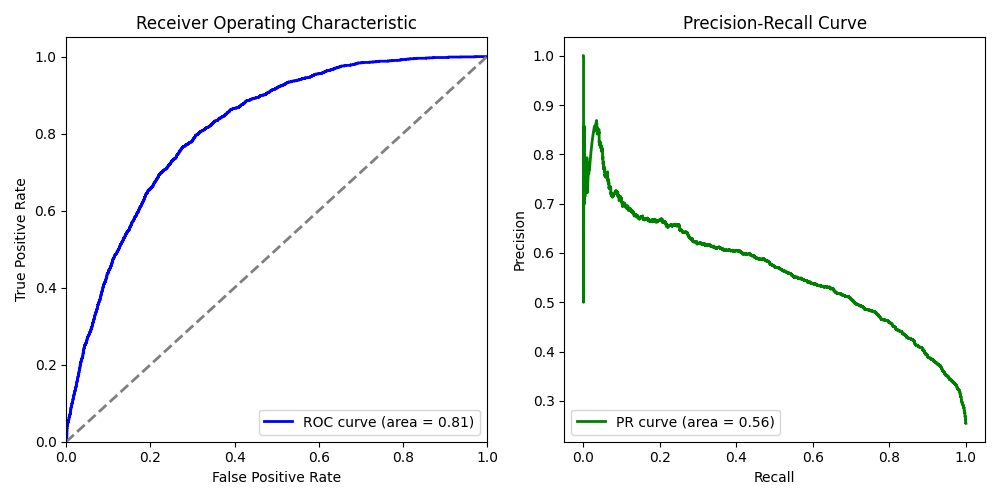 Receiver Operating Characteristic
1.0
0.8
0.6
0.4
0.2
0.0
True Positive Rate
0.0 0.2 0.4 0.6 0.8 1.0
False Positive Rate
ROC curve (area = 0.81)
Precision-Recall Curve
1.0
0.9
0.8
0.7
0.6
0.5
0.4
0.3
Precision
0.0 0.2 0.4 0.6 0.8 1.0
Recall
PR curve (area = 0.56)